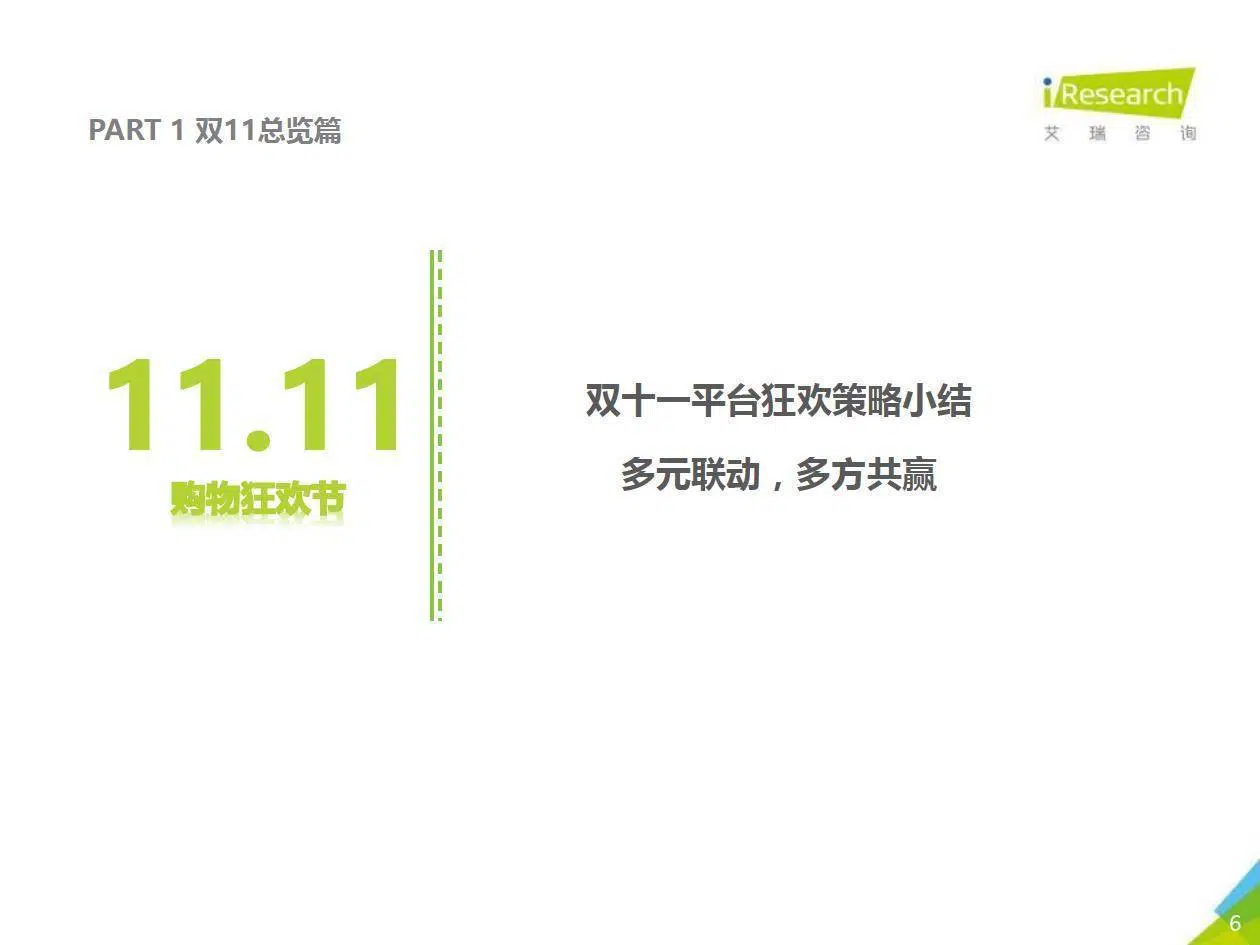 iResearch
艾瑞咨询
PART 1 双11总览篇
11.11
购物狂欢节
双十一平台狂欢策略小结
多元联动，多方共赢
6